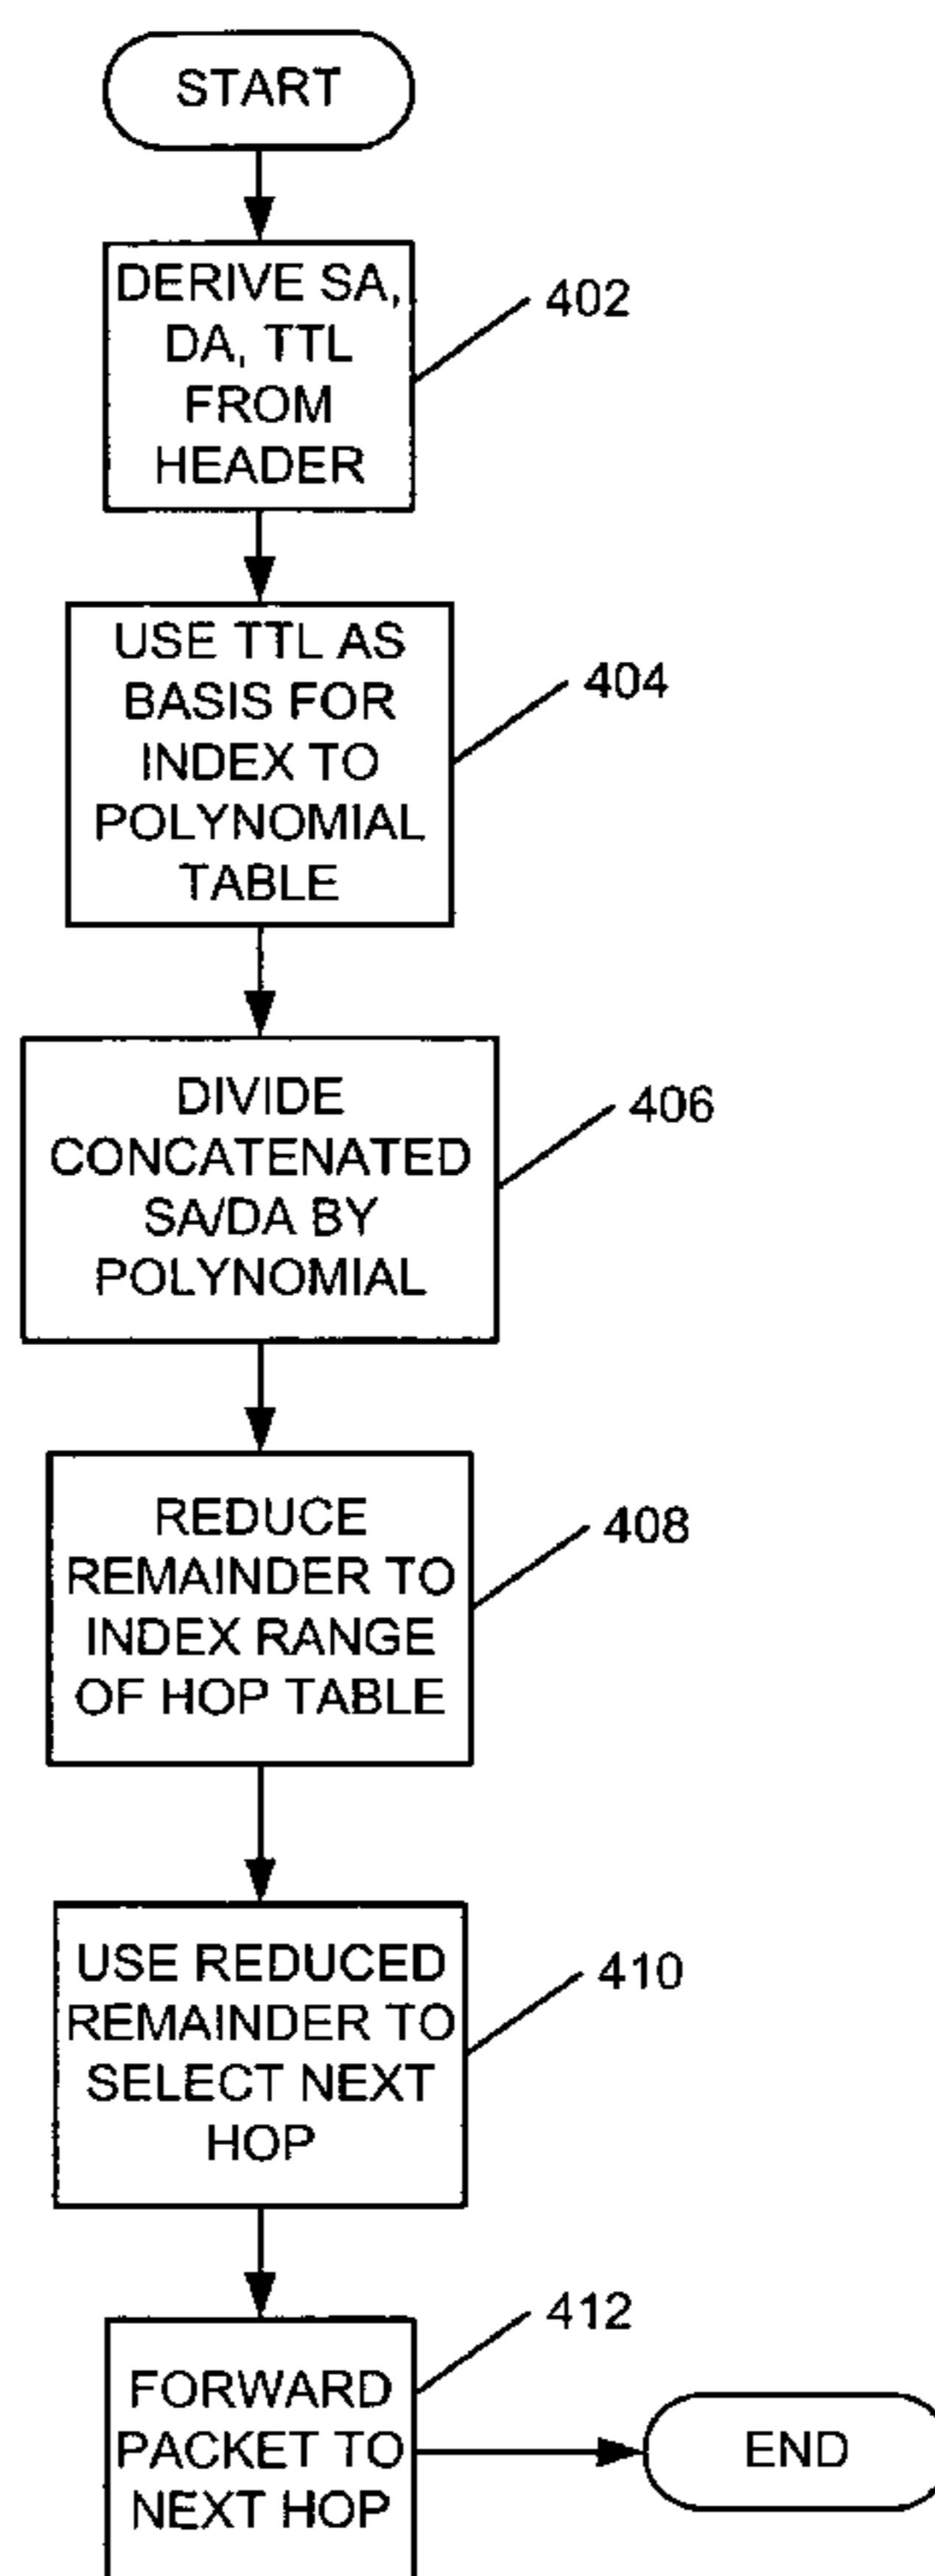 START
DERIVE SA,
DA, TTL
FROM
HEADER
402
USE TTL AS
BASIS FOR
INDEX TO
POLYNOMIAL
TABLE
404
DIVIDE
CONCATENATED
SA/DA BY
POLYNOMIAL
406
REDUCE
REMAINDER TO
INDEX RANGE
OF HOP TABLE
408
USE REDUCED
REMAINDER TO
SELECT NEXT
HOP
410
FORWARD
PACKET TO
NEXT HOP
412
END